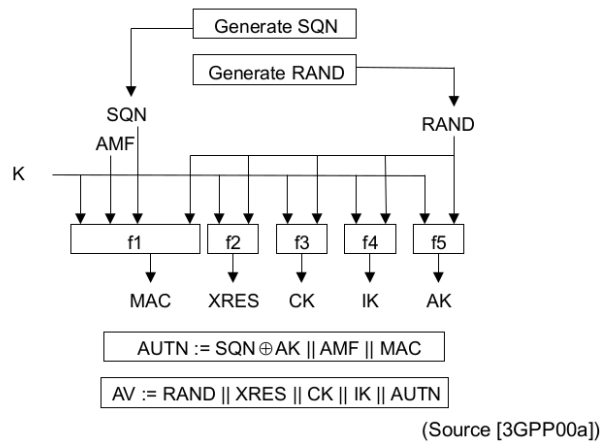 Generate SQN
Generate RAND
SQN
RAND
AMF
K
f1 f2 f3 f4 f5
MAC XRES CK IK AK
AUTN := SQN⊕AK || AMF || MAC
AV := RAND || XRES || CK || IK || AUTN
(Source [3GPP00a])